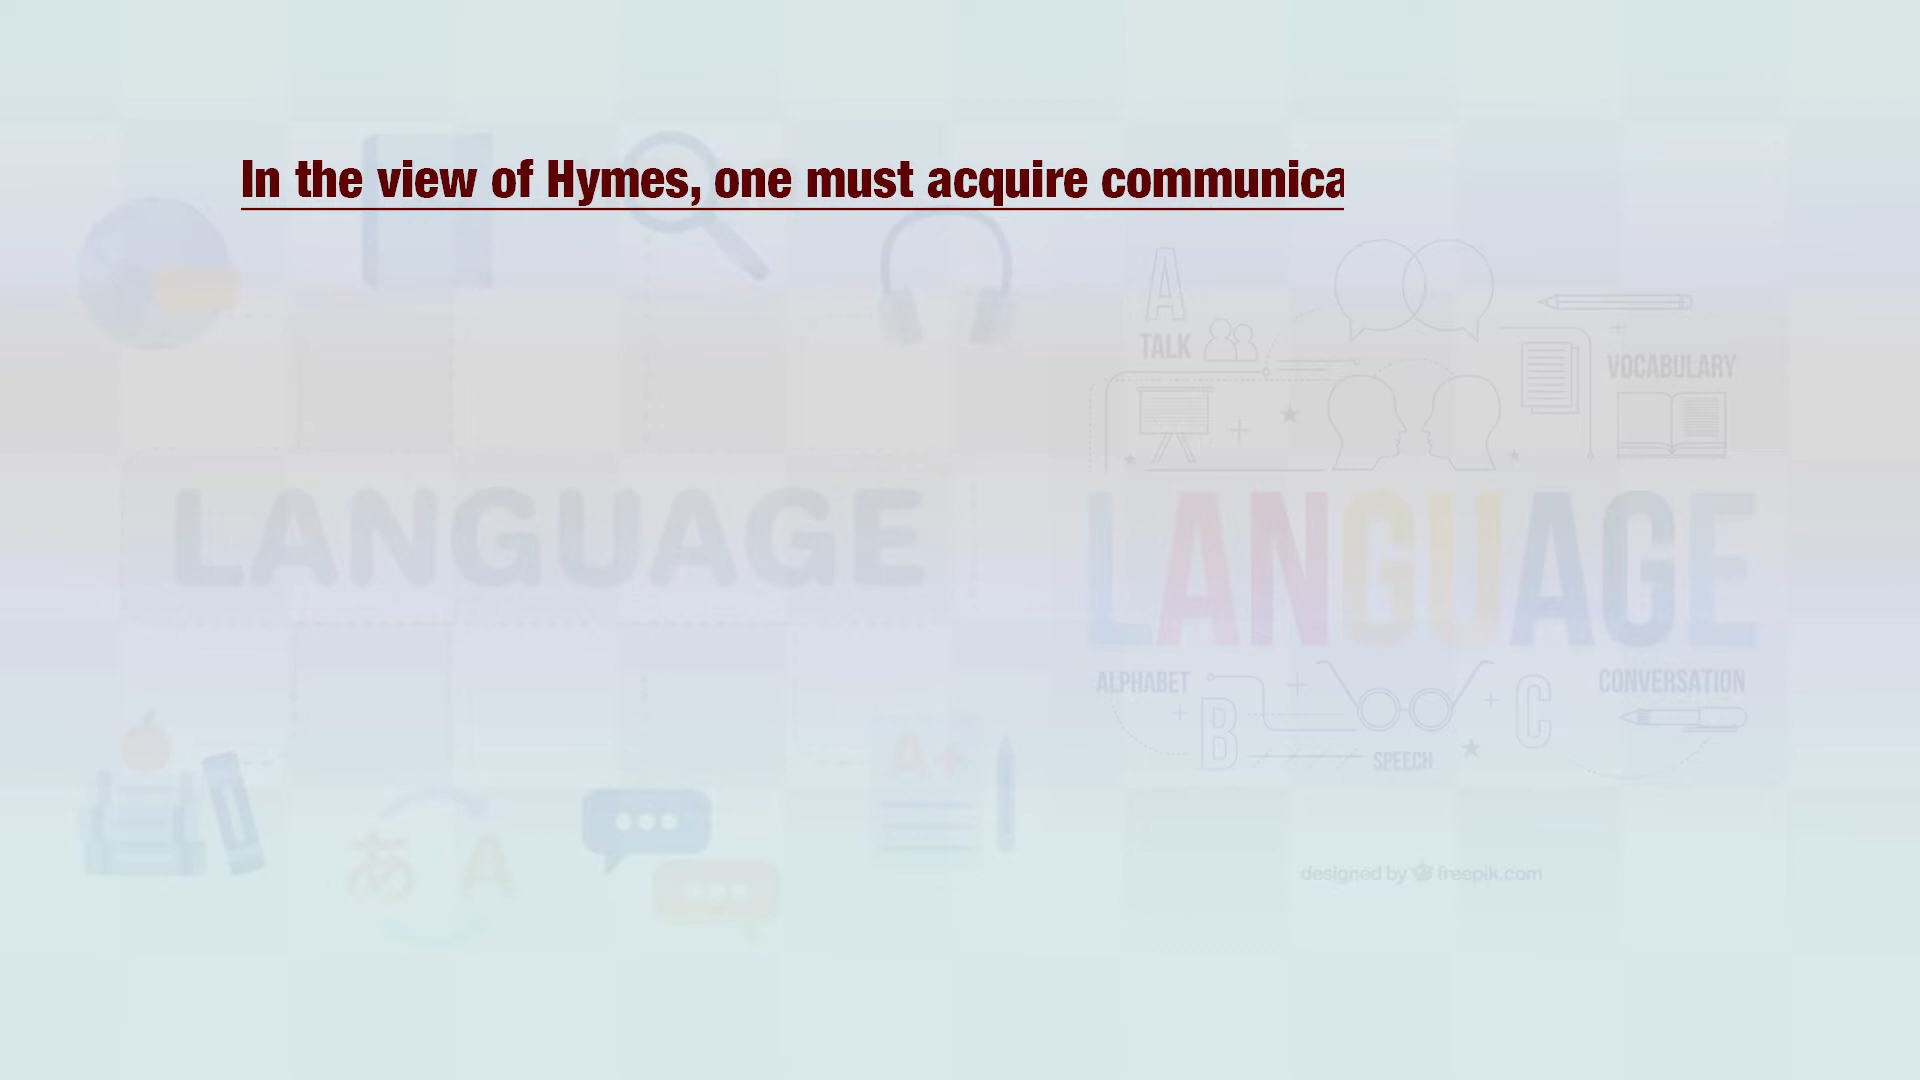 In the view of Hymes, one must acquire communica
A
TALK
VOCABULARY
LANGUAGE
LANGUAGE
ALPHABET
CONVERSATION
B
C
SPEECH
A+
あ A
designed by freepik.com